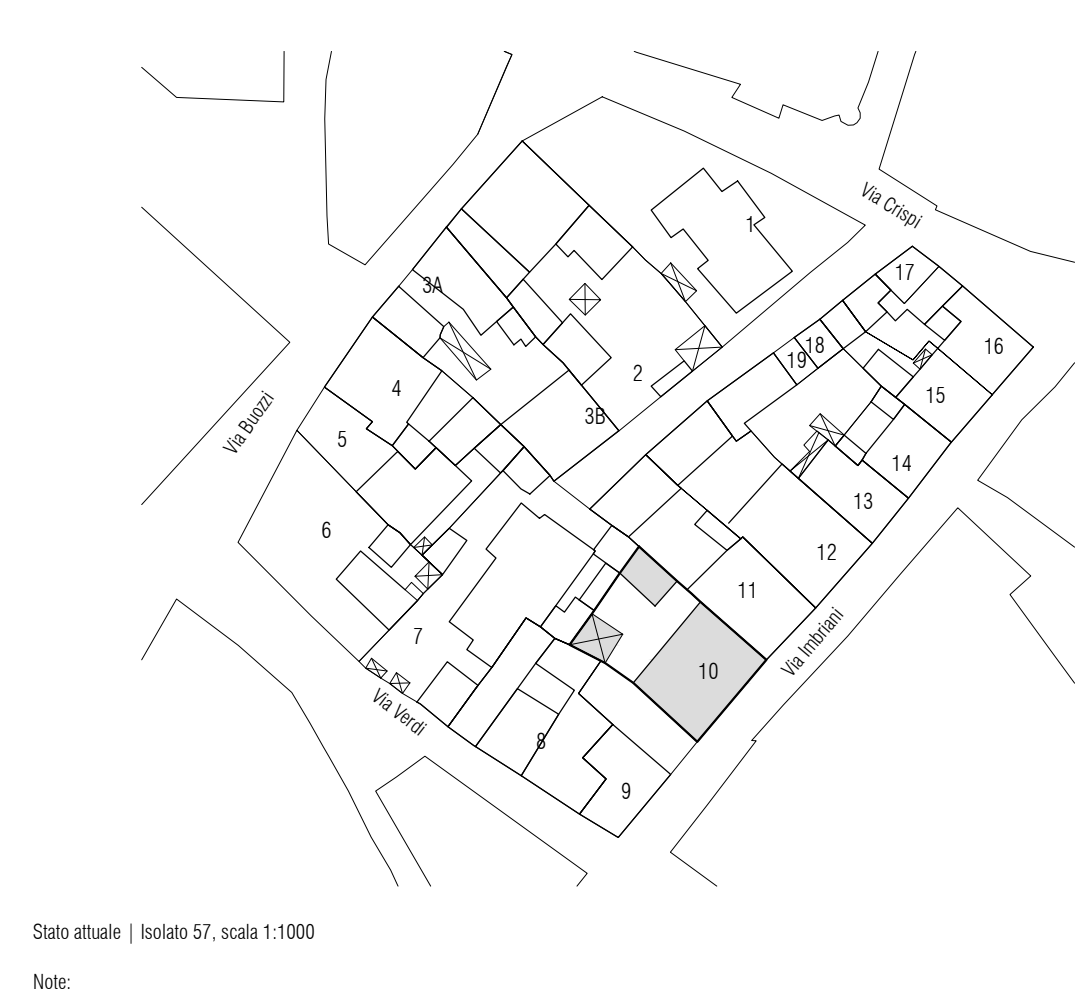 Via Crispi
1
17
3A
16
18
19
2
15
4
3B
Via Buozzi
5
14
13
6
12
11
7
Via Imbriani
10
Via Verdi
8
9
Stato attuale | Isolato 57, scala 1:1000
Note: